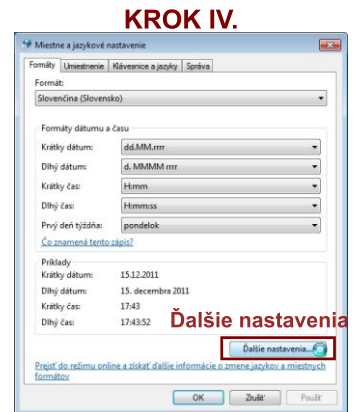 KROK IV.
Miestne a jazykové nastavenie
Formáty Umiestnenie Klávesnice a jazyky Správa
Formát:
Slovenčina (Slovensko)
Formáty dátumu a času
Krátky dátum: dd.MM.rrrr
Dlhý dátum: d. MMMM rrrr
Krátky čas: H:mm
Dlhý čas: H:mm:ss
Prvý deň týždňa: pondelok
Čo znamená tento zápis?
Príklady
Krátky dátum: 15.12.2011
Dlhý dátum: 15. decembra 2011
Krátky čas: 17:43
Dlhý čas: 17:43:52
Ďalšie nastavenia
Ďalšie nastavenia...
Prejsť do režimu online a získať ďalšie informácie o zmene jazykov a miestnych
formátov
OK Zrušiť Použiť